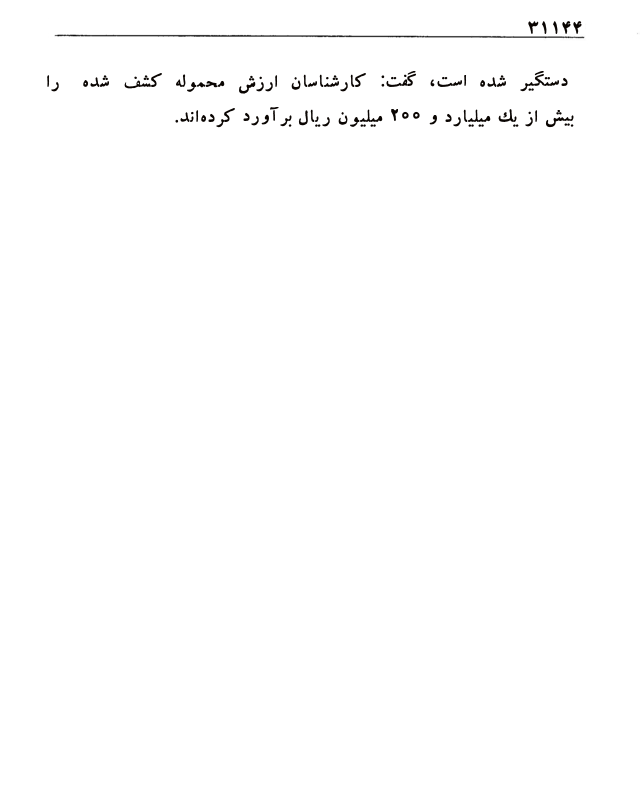 ۳۱۱۴۴
دستگیر شده است، گفت: کارشناسان ارزش محموله کشف شده را
بیش از یك میلیارد و ۲۰۰ میلیون ریال برآورد کرده‌اند.